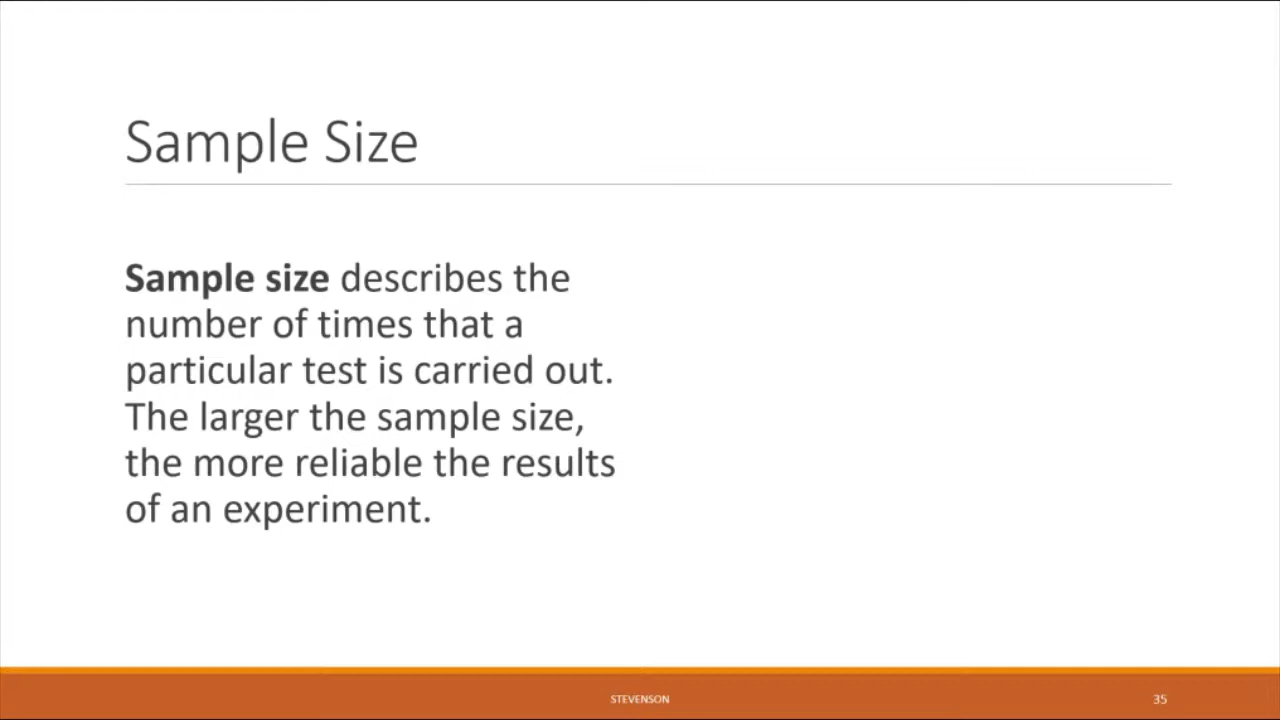 Sample Size
Sample size describes the
number of times that a
particular test is carried out.
The larger the sample size,
the more reliable the results
of an experiment.
STEVENSON
35